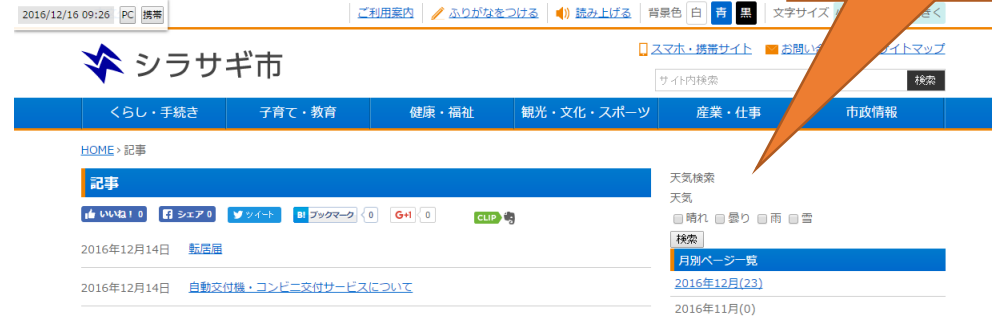 2016/12/16 09:26 PC 携帯
ご利用案内 ふりがなをつける 読み上げる 背景色 白 青 黒 文字サイズ
シラサギ市
スマホ・携帯サイト お問い イトマップ
サイト内検索 検索
くらし・手続き 子育て・教育 健康・福祉 観光・文化・スポーツ 産業・仕事 市政情報
HOME › 記事
記事
いいね! 0 シェア 0 ツイート B! ブックマーク 0 G+1 0 CLIP
2016年12月14日 転居届
2016年12月14日 自動交付機・コンビニ交付サービスについて
天気検索
天気
晴れ 曇り 雨 雪
検索
月別ページ一覧
2016年12月(23)
2016年11月(0)